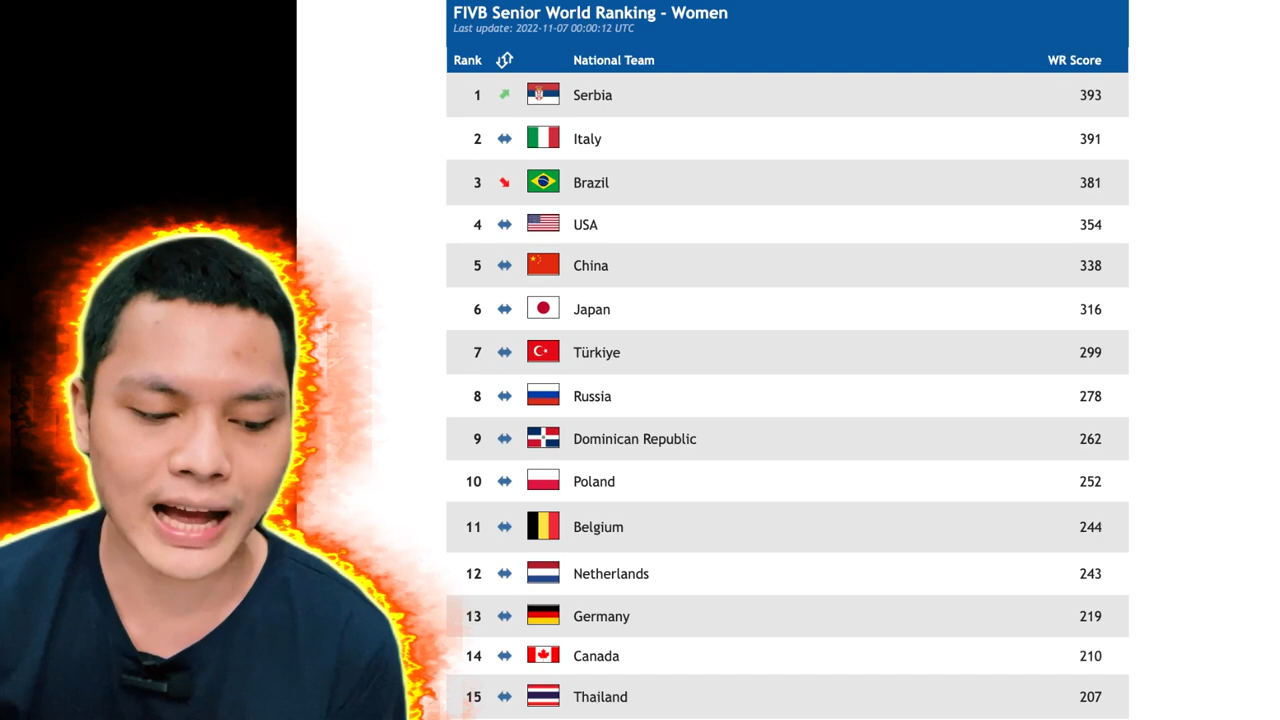 FIVB Senior World Ranking - Women
Last update: 2022-11-07 00:00:12 UTC
Rank National Team WR Score
1 Serbia 393
2 Italy 391
3 Brazil 381
4 USA 354
5 China 338
6 Japan 316
7 Türkiye 299
8 Russia 278
9 Dominican Republic 262
10 Poland 252
11 Belgium 244
12 Netherlands 243
13 Germany 219
14 Canada 210
15 Thailand 207